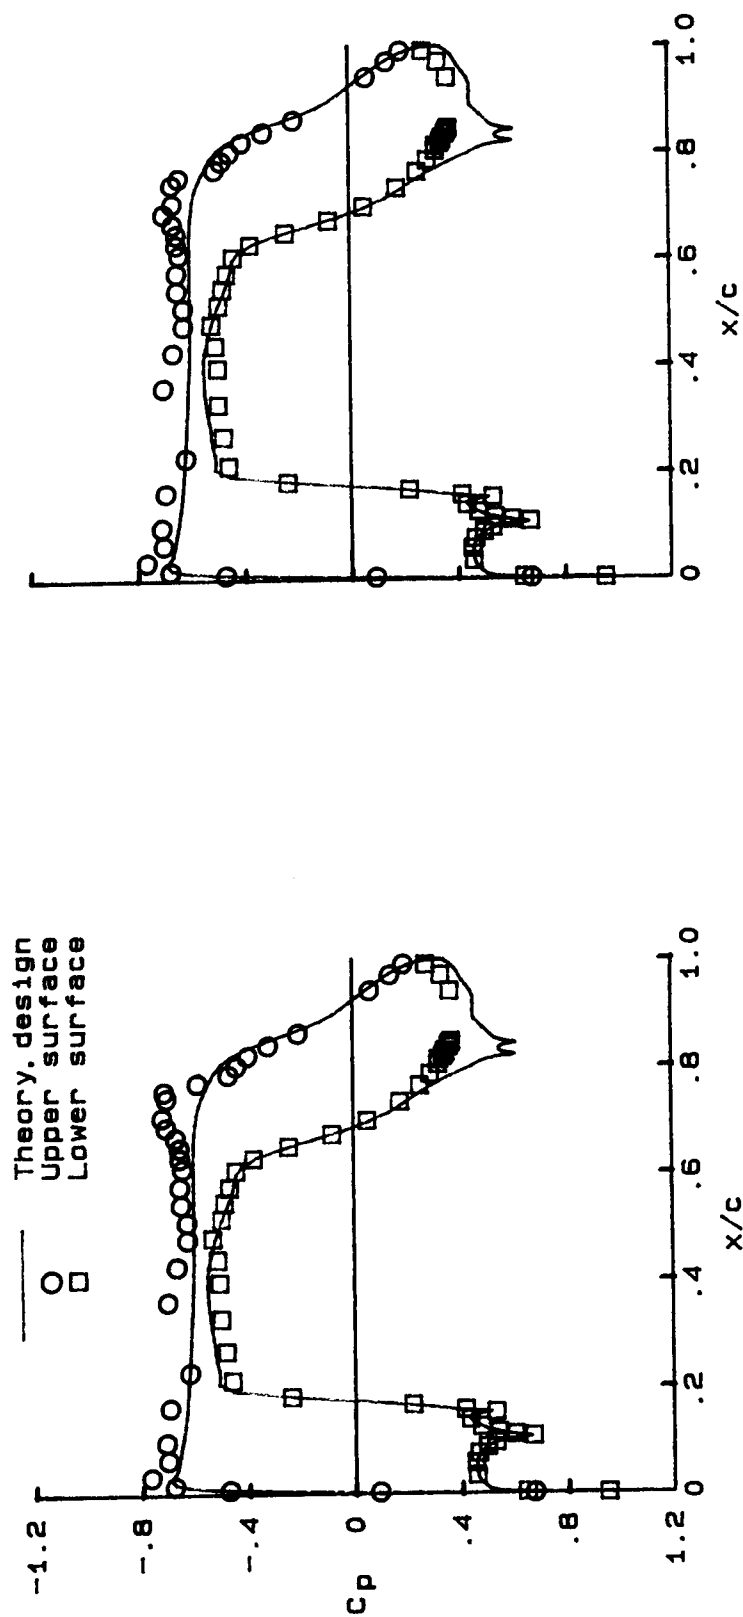 Theory, design
Upper surface
Lower surface
-1.2
-.8
-.4
0
.4
.8
1.2
Cp
0 .2 .4 .6 .8 1.0
x/c
0 .2 .4 .6 .8 1.0
x/c